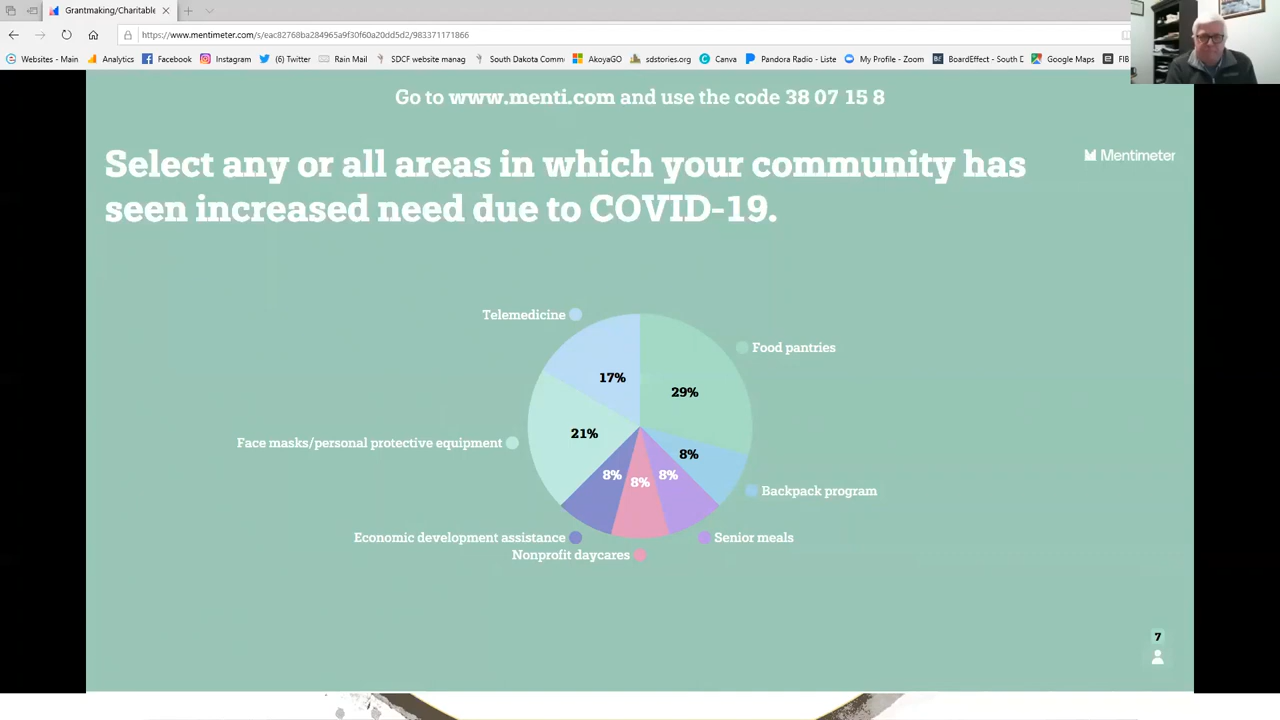 Grantmaking/Charitable
https://www.mentimeter.com/s/eac82768ba284965a9f30f60a20dd5d2/983371171866
Websites - Main Analytics Facebook Instagram (6) Twitter Rain Mail SDCF website manag South Dakota Comm AkoyaGO sdstories.org Canva Pandora Radio - Liste My Profile - Zoom BoardEffect - South D Google Maps FIB
Go to www.menti.com and use the code 38 07 15 8
Mentimeter
Select any or all areas in which your community has
seen increased need due to COVID-19.
Telemedicine
Food pantries
17%
29%
21%
Face masks/personal protective equipment
8%
8%
8%
8%
Backpack program
Economic development assistance
Senior meals
Nonprofit daycares
7